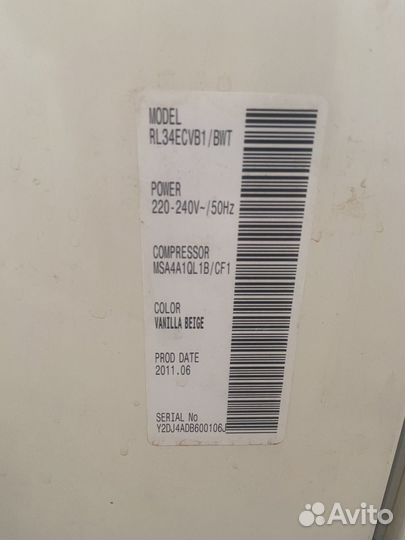 MODEL
RL34ECVB1/BWT
POWER
220-240V~/50Hz
COMPRESSOR
MSA4A1QL1B/CF1
COLOR
VANILLA BEIGE
PROD DATE
2011.06
SERIAL No
Y2DJ4ADB600106J
Avito